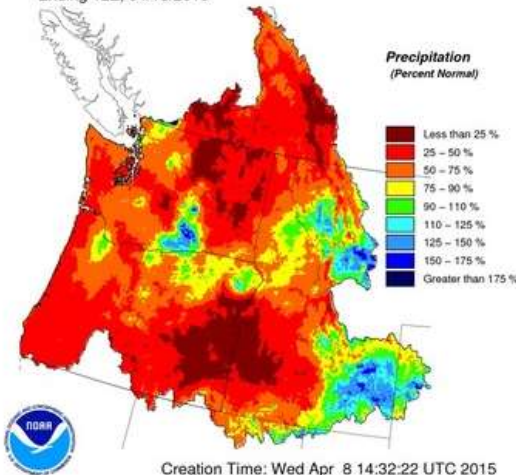 Precipitation
(Percent Normal)
Less than 25 %
25 - 50 %
50 - 75 %
75 - 90 %
90 - 110 %
110 - 125 %
125 - 150 %
150 - 175 %
Greater than 175 %
NOAA
Creation Time: Wed Apr 8 14:32:22 UTC 2015